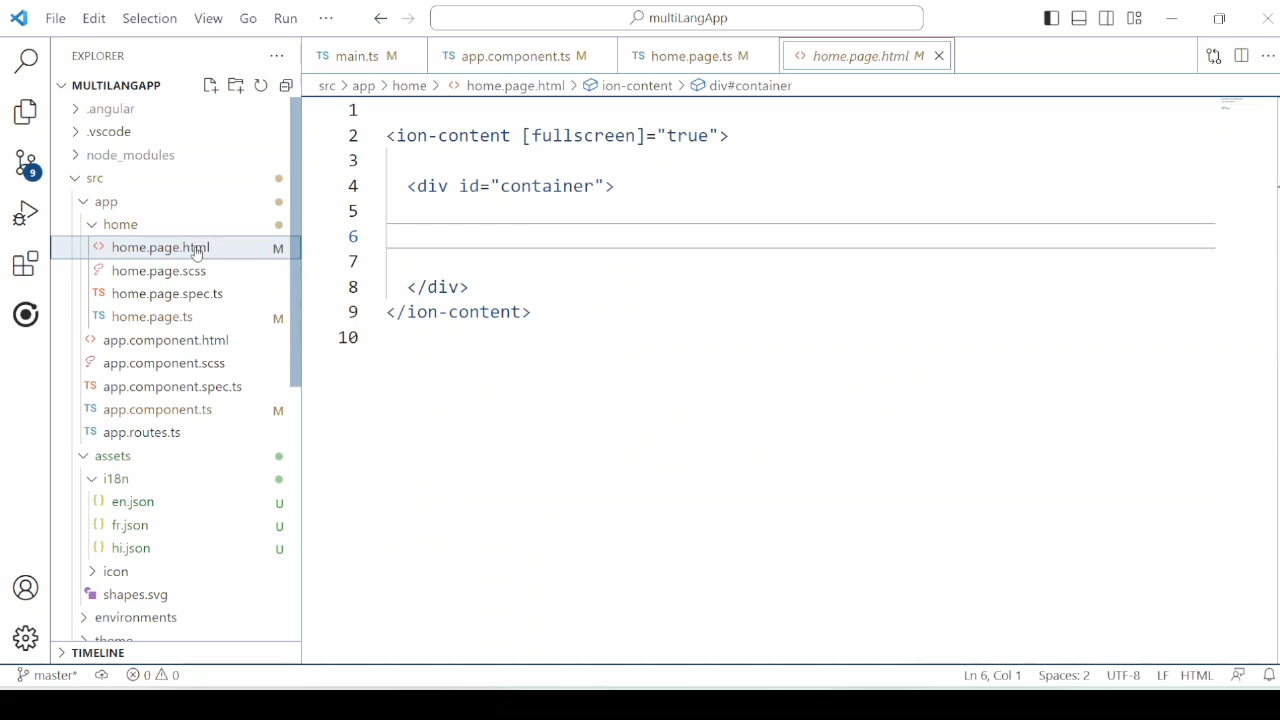 File Edit Selection View Go Run ··· multiLangApp
EXPLORER ···
MULTILANGAPP
.angular
.vscode
node_modules
src
app
home
home.page.html M
home.page.scss
home.page.spec.ts
TS home.page.ts M
app.component.html
app.component.scss
TS app.component.spec.ts
TS app.component.ts M
TS app.routes.ts
assets
i18n
{} en.json U
{} fr.json U
{} hi.json U
icon
shapes.svg
environments
theme
TIMELINE
9
TS main.ts M
TS app.component.ts M
TS home.page.ts M
<> home.page.html M
src > app > home > <> home.page.html > ion-content > div#container
1
2 <ion-content [fullscreen]="true">
3
4 <div id="container">
5
6
7
8 </div>
9 </ion-content>
10
master* 0 0 Ln 6, Col 1 Spaces: 2 UTF-8 LF HTML